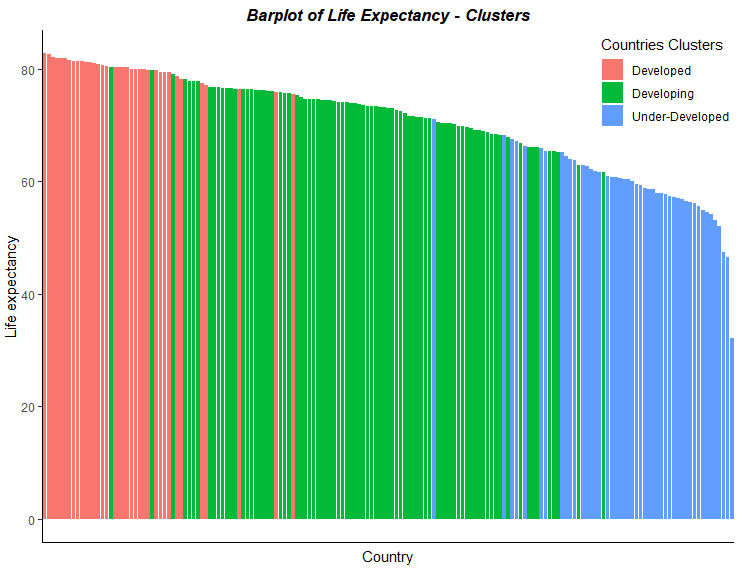 Barplot of Life Expectancy - Clusters
Countries Clusters
Developed
Developing
Under-Developed
Life expectancy
80
60
40
20
0
Country